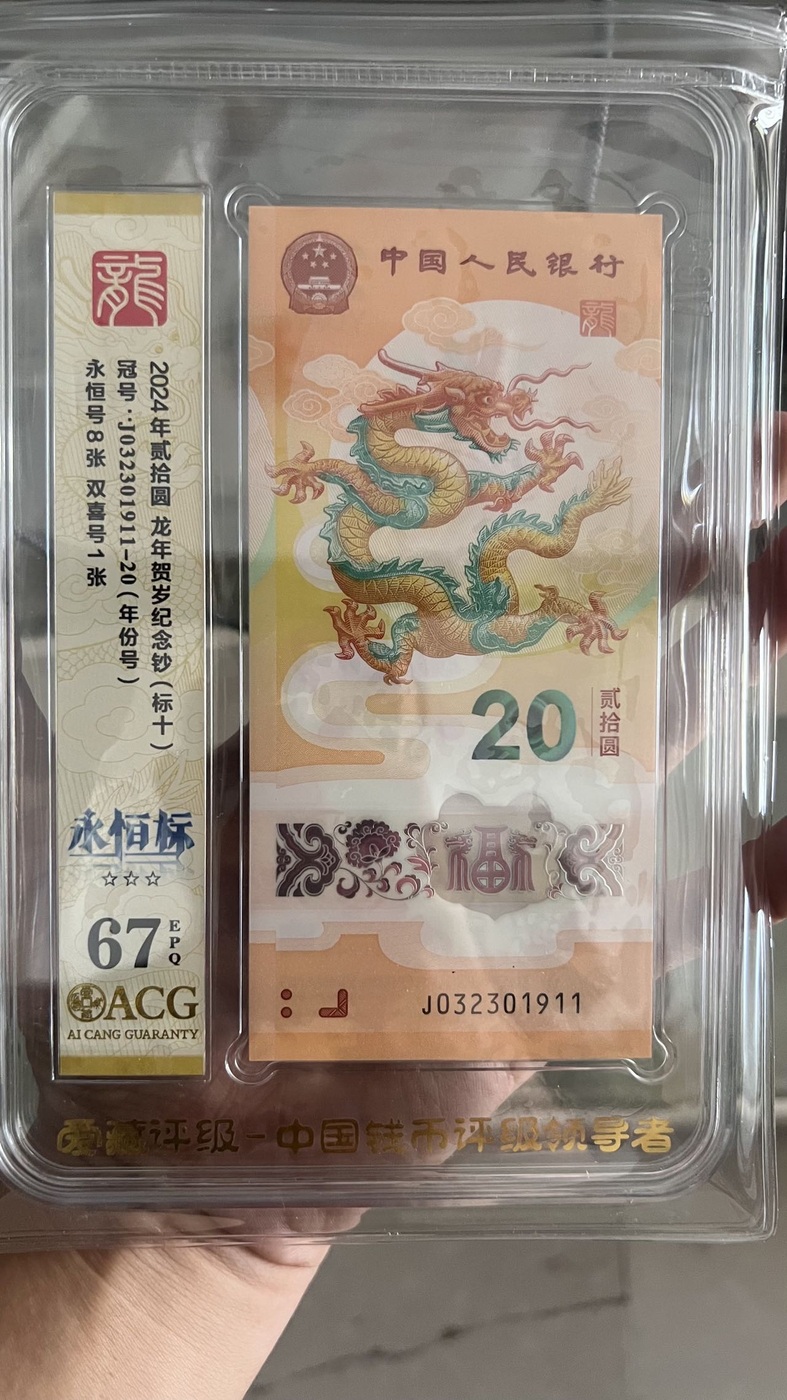 龍
2024年贰拾圆 龙年贺岁纪念钞(标十)
冠号:J032301911-20(年份号)
永恒号8张 双喜号1张
永恒标
☆☆☆
67 EPQ
ACG
AI CANG GUARANTY
中国人民银行
龍
20 贰拾圆
福
J032301911
爱藏评级-中国钱币评级领导者